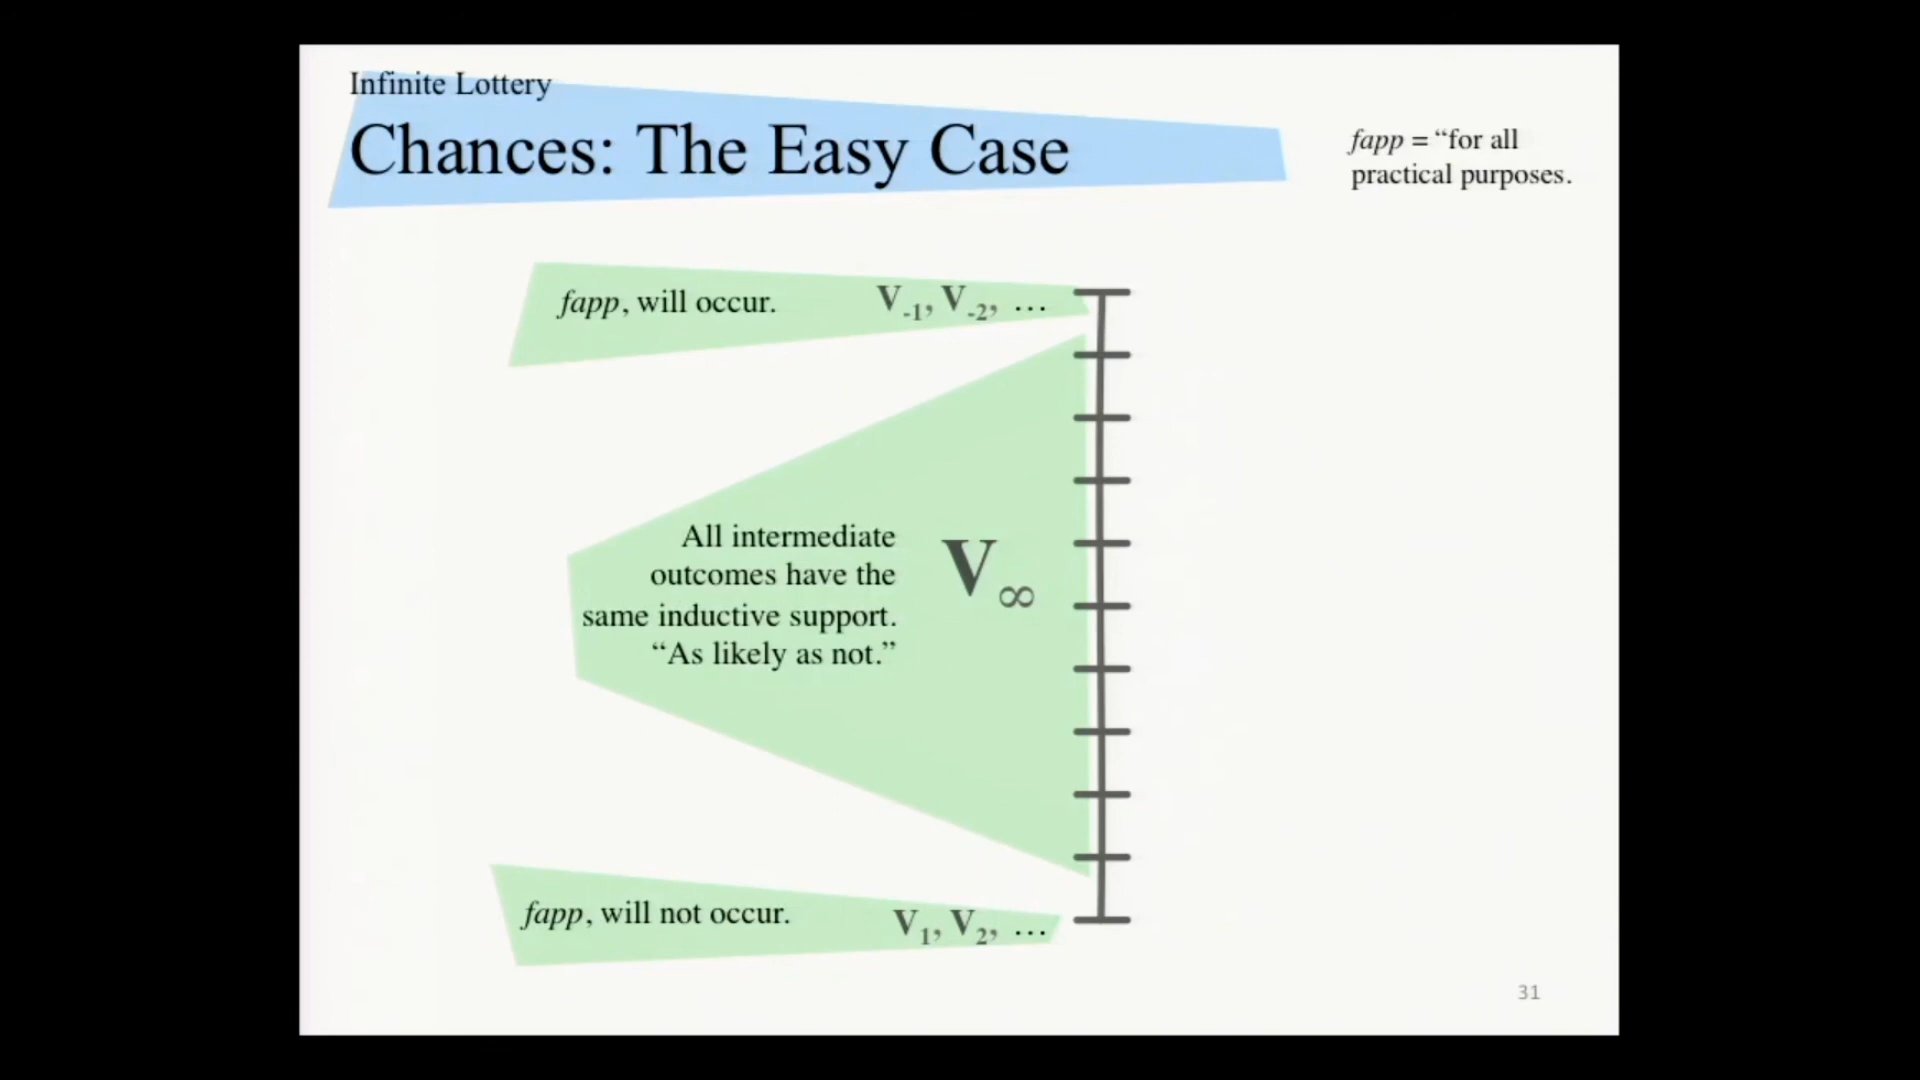 Infinite Lottery
Chances: The Easy Case
fapp = “for all
practical purposes.
fapp, will occur. V-1, V-2, ...
All intermediate
outcomes have the
same inductive support.
“As likely as not.”
V∞
fapp, will not occur. V1, V2, ...
31